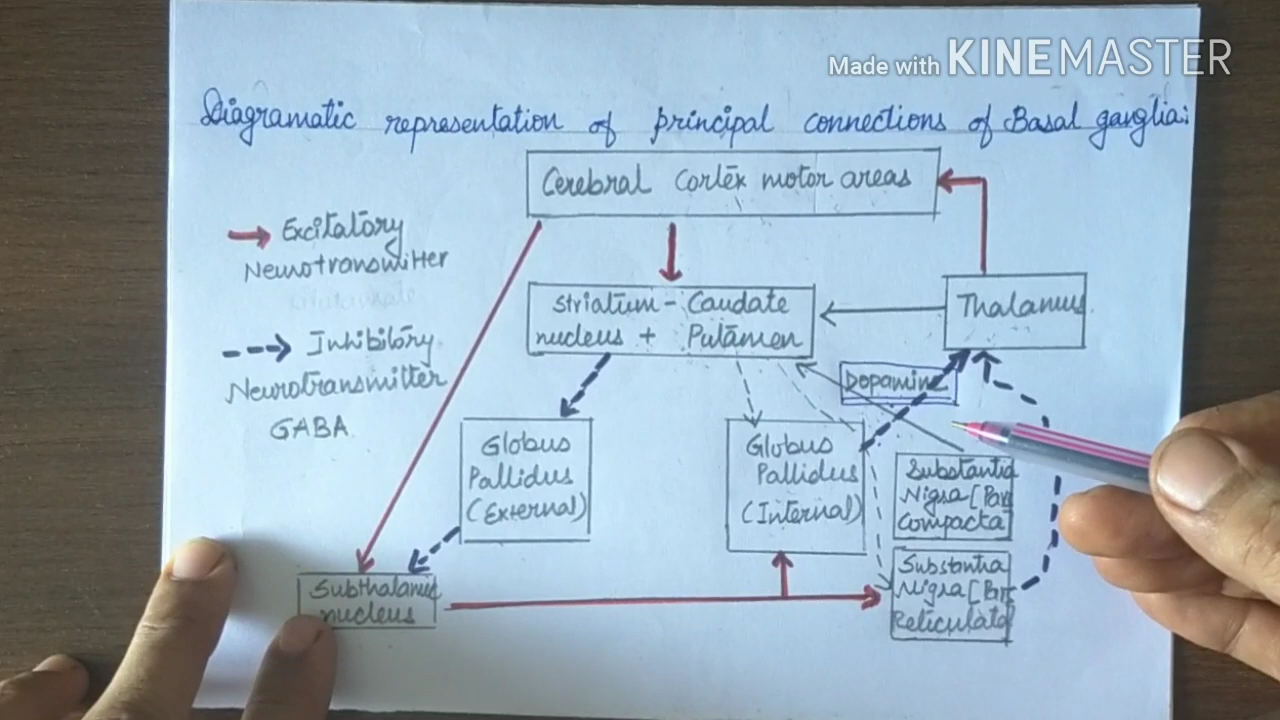 Made with KINEMASTER
Diagramatic representation of principal connections of Basal ganglia:
Cerebral Cortex motor areas
Excitatory
Neurotransmitter
Inhibitory
Neurotransmitter
GABA
Striatum - Caudate
nucleus + Putamen
Thalamus
Dopamine
Globus
Pallidus
(External)
Globus
Pallidus
(Internal)
Substantia
Nigra [Pars
Compacta
Substantia
Nigra [Pars
Reticulata
Subthalamic
nucleus